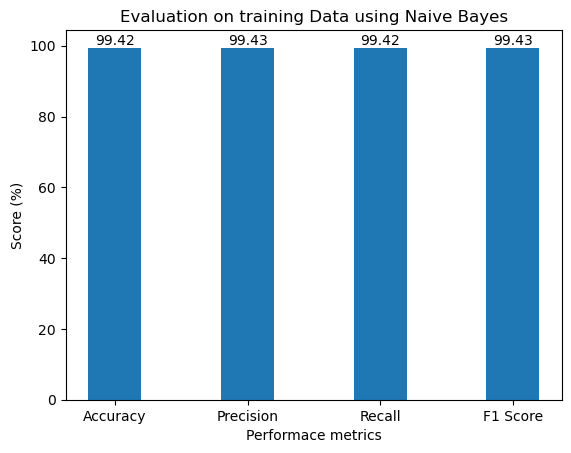 Evaluation on training Data using Naive Bayes
99.42 99.43 99.42 99.43
100
80
60
40
20
0
Score (%)
Accuracy Precision Recall F1 Score
Performace metrics